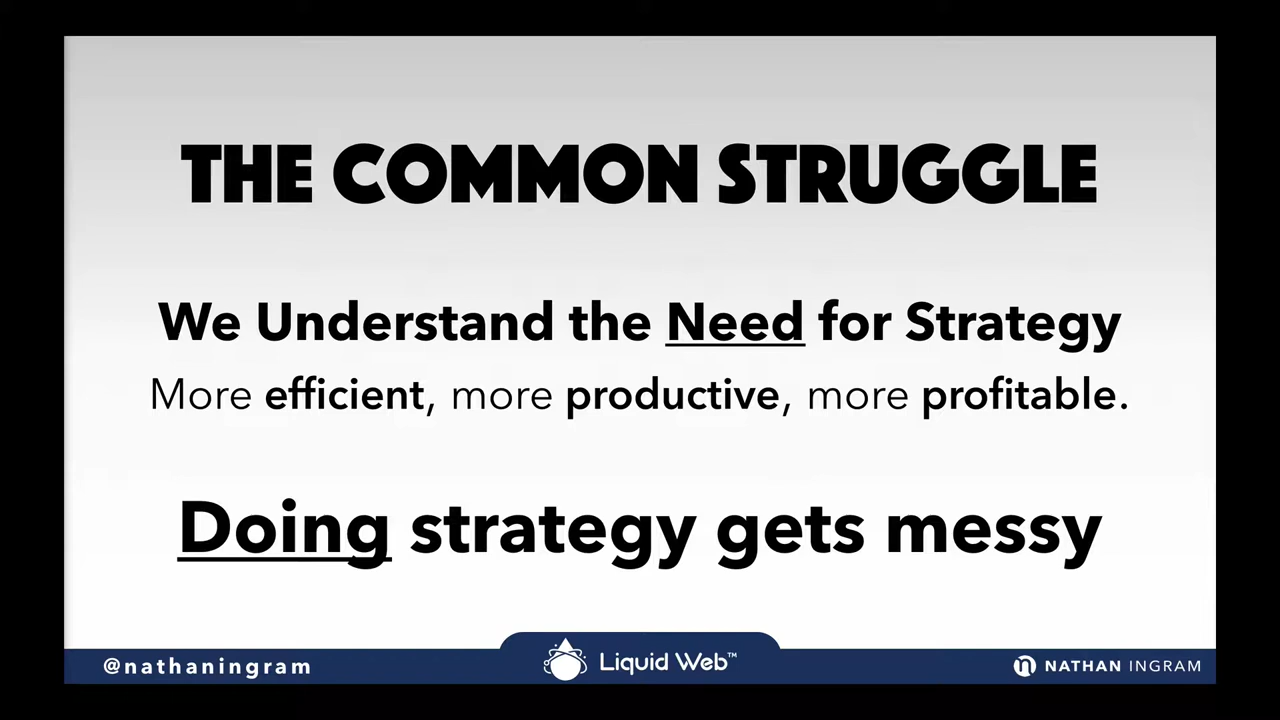 THE COMMON STRUGGLE
We Understand the Need for Strategy
More efficient, more productive, more profitable.
Doing strategy gets messy
@nathaningram
Liquid Web™
n NATHAN INGRAM